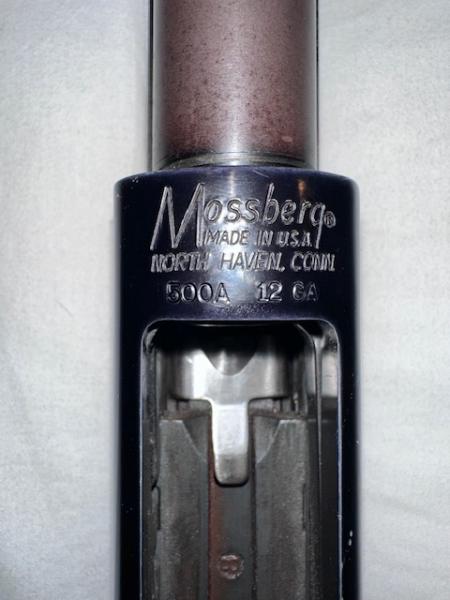 Mossberg®
MADE IN U.S.A.
NORTH HAVEN, CONN.
500A 12 GA